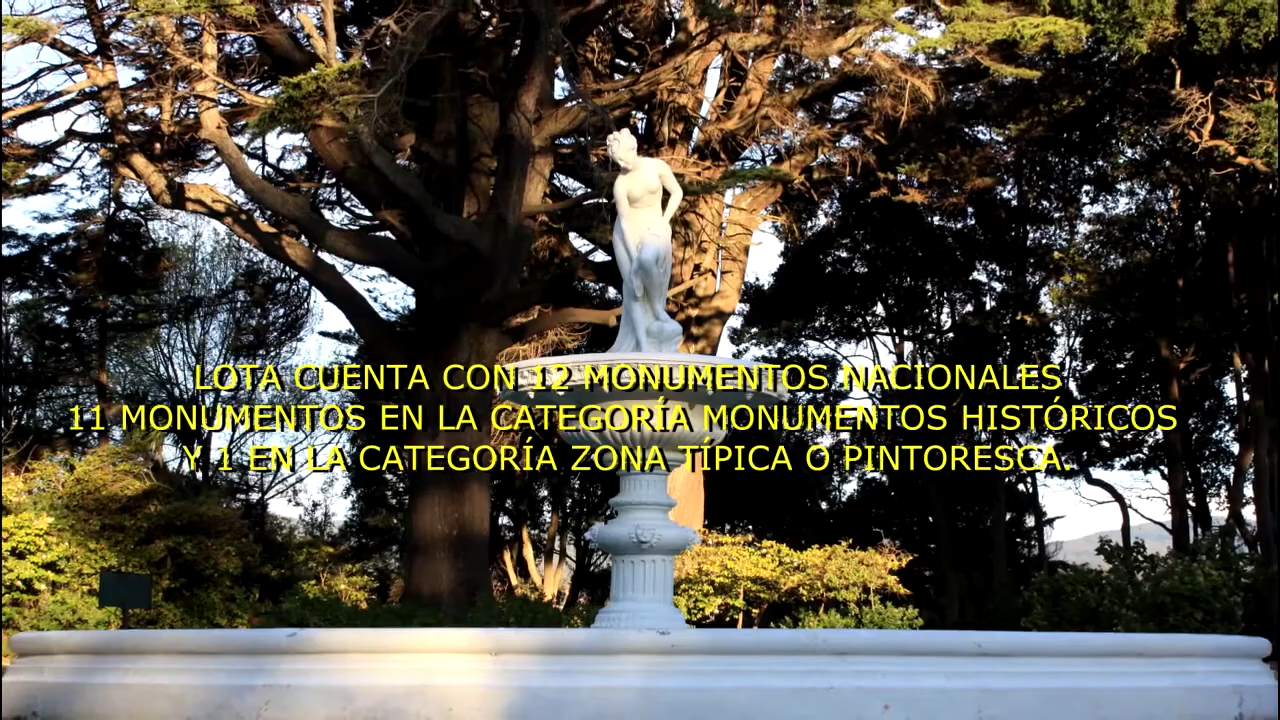 LOTA CUENTA CON 12 MONUMENTOS NACIONALES
11 MONUMENTOS EN LA CATEGORÍA MONUMENTOS HISTÓRICOS
Y 1 EN LA CATEGORÍA ZONA TÍPICA O PINTORESCA.